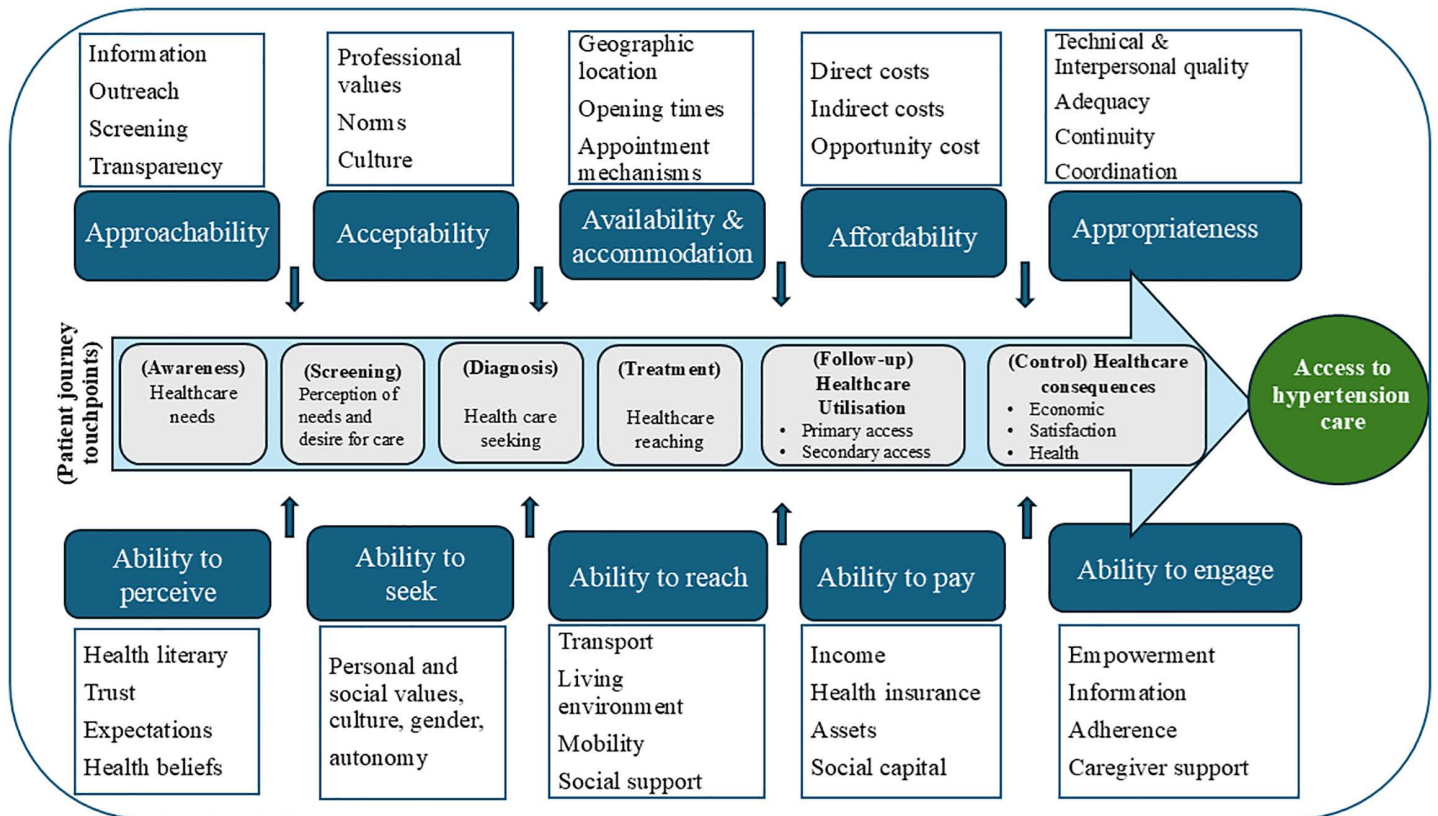 Information
Outreach
Screening
Transparency
Professional
values
Norms
Culture
Geographic
location
Opening times
Appointment
mechanisms
Direct costs
Indirect costs
Opportunity cost
Technical &
Interpersonal quality
Adequacy
Continuity
Coordination
Approachability
Acceptability
Availability &
accommodation
Affordability
Appropriateness
(Patient journey
touchpoints)
(Awareness)
Healthcare
needs
(Screening)
Perception of
needs and
desire for care
(Diagnosis)
Health care
seeking
(Treatment)
Healthcare
reaching
(Follow-up)
Healthcare
Utilisation
• Primary access
• Secondary access
(Control) Healthcare
consequences
• Economic
• Satisfaction
• Health
Access to
hypertension
care
Ability to
perceive
Ability to
seek
Ability to reach
Ability to pay
Ability to engage
Health literary
Trust
Expectations
Health beliefs
Personal and
social values,
culture, gender,
autonomy
Transport
Living
environment
Mobility
Social support
Income
Health insurance
Assets
Social capital
Empowerment
Information
Adherence
Caregiver support